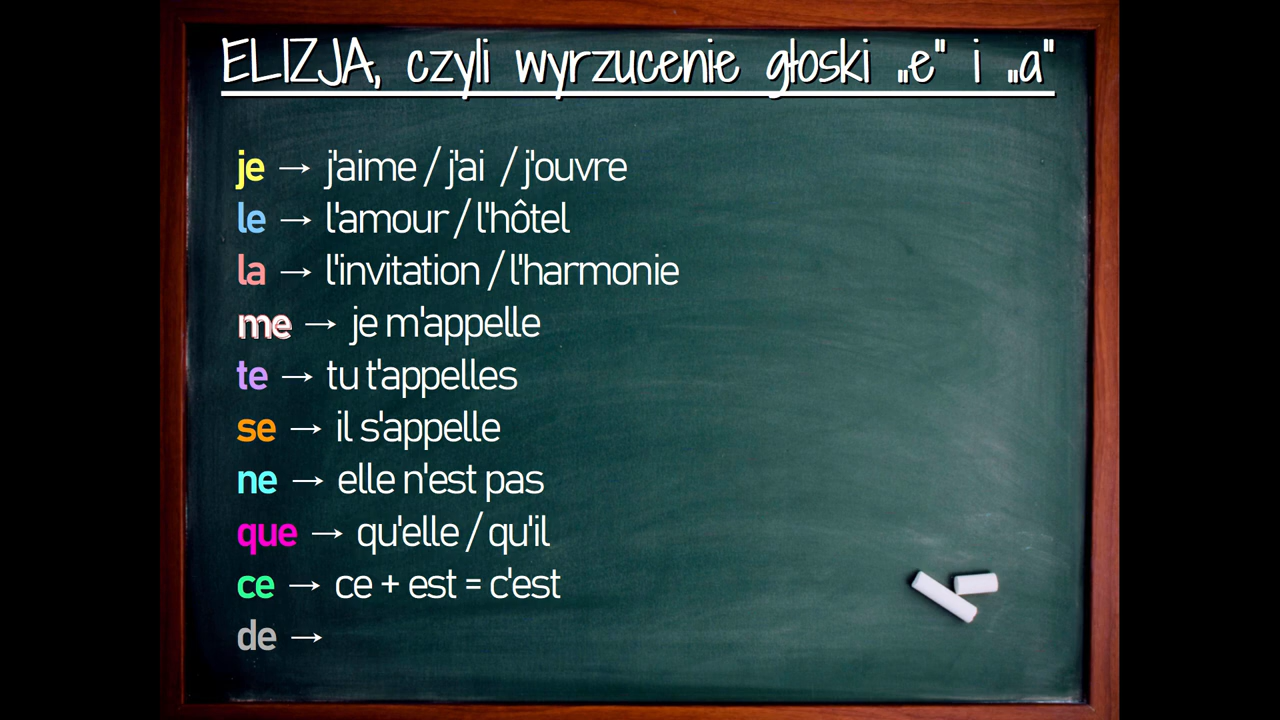 ELIZJA, czyli wyrzucenie głoski „e" i „a"
je → j'aime / j'ai / j'ouvre
le → l'amour / l'hôtel
la → l'invitation / l'harmonie
me → je m'appelle
te → tu t'appelles
se → il s'appelle
ne → elle n'est pas
que → qu'elle / qu'il
ce → ce + est = c'est
de →